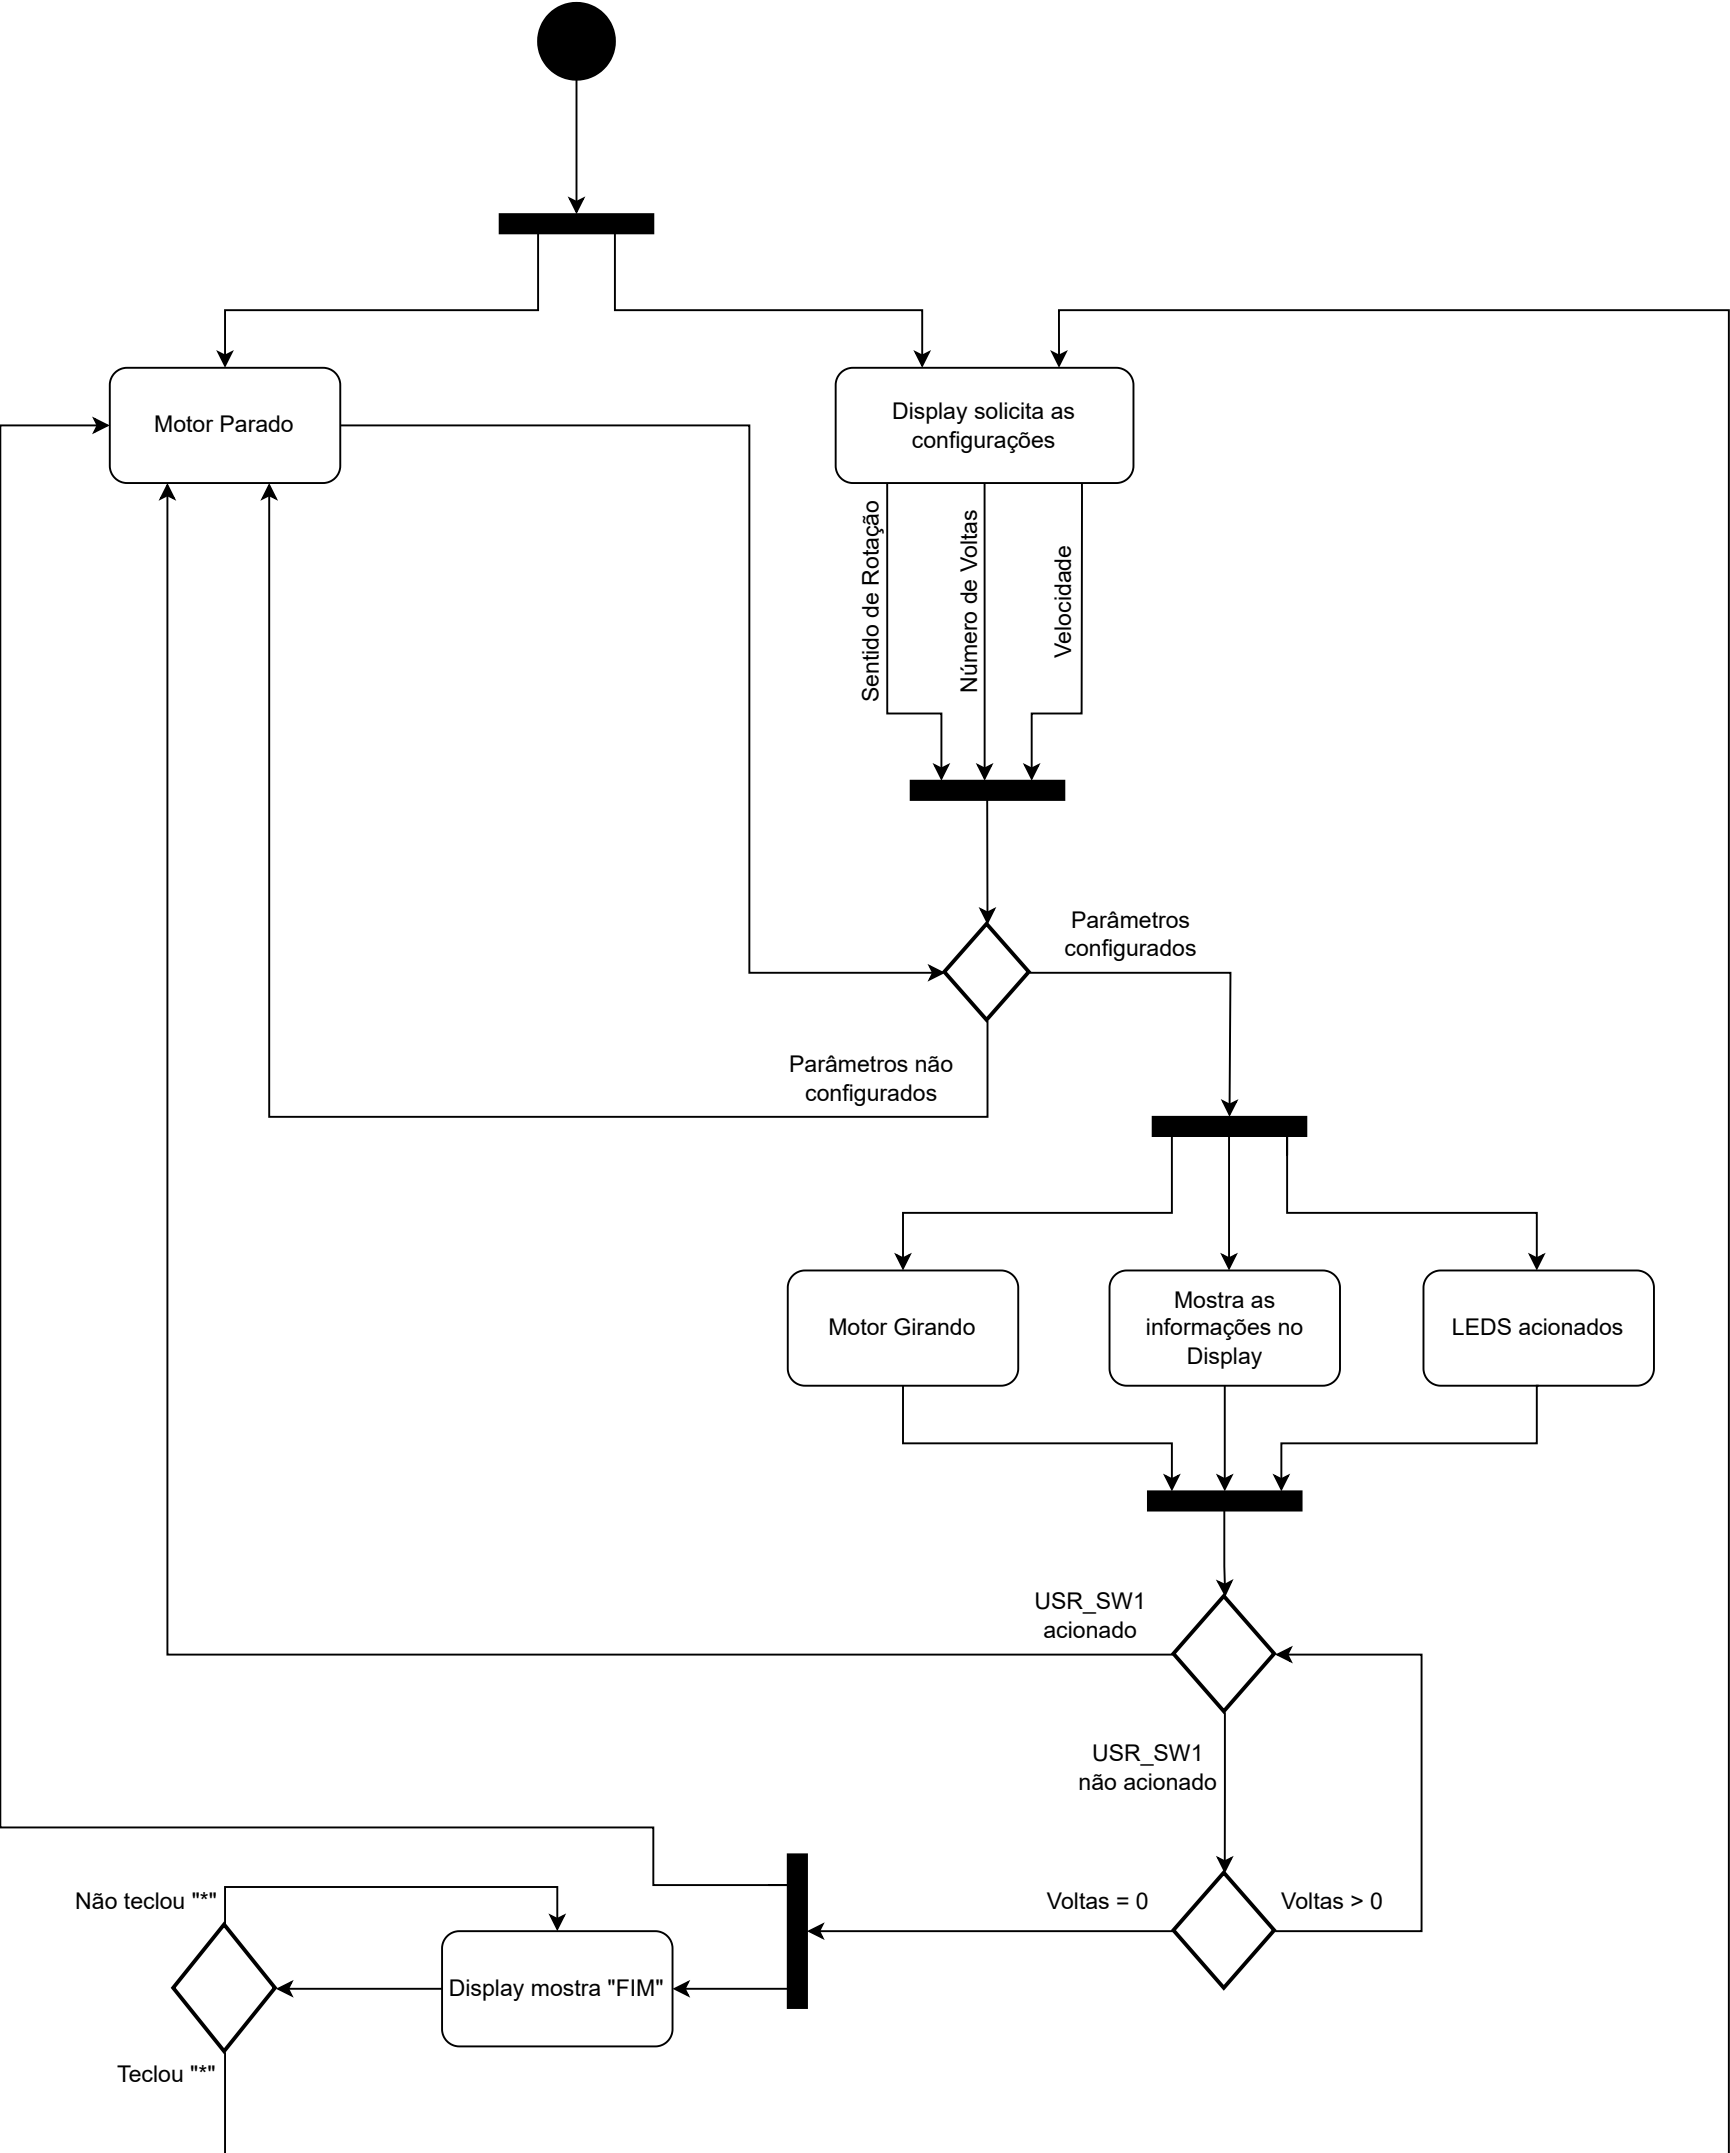 Motor Parado
Display solicita as
configurações
Sentido de Rotação
Número de Voltas
Velocidade
Parâmetros
configurados
Parâmetros não
configurados
Motor Girando
Mostra as
informações no
Display
LEDS acionados
USR_SW1
acionado
USR_SW1
não acionado
Não teclou "*"
Voltas = 0
Voltas > 0
Display mostra "FIM"
Teclou "*"